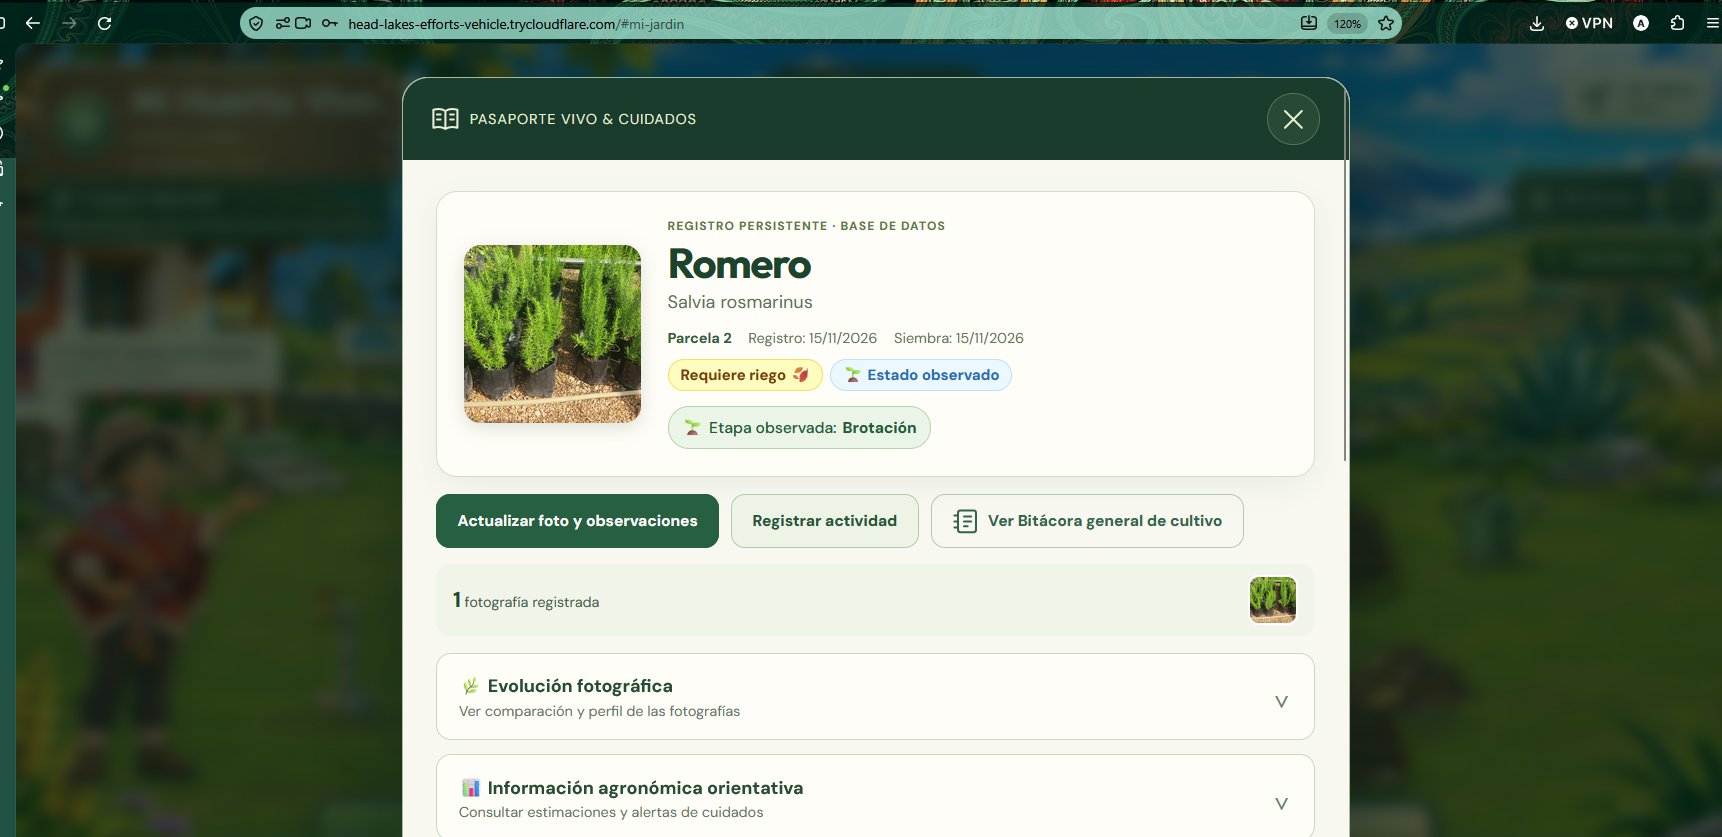 head-lakes-efforts-vehicle.trycloudflare.com/#mi-jardin
120%
VPN
A
PASAPORTE VIVO & CUIDADOS
REGISTRO PERSISTENTE · BASE DE DATOS
Romero
Salvia rosmarinus
Parcela 2 Registro: 15/11/2026 Siembra: 15/11/2026
Requiere riego Estado observado
Etapa observada: Brotación
Actualizar foto y observaciones Registrar actividad Ver Bitácora general de cultivo
1 fotografía registrada
Evolución fotográfica
Ver comparación y perfil de las fotografías
Información agronómica orientativa
Consultar estimaciones y alertas de cuidados